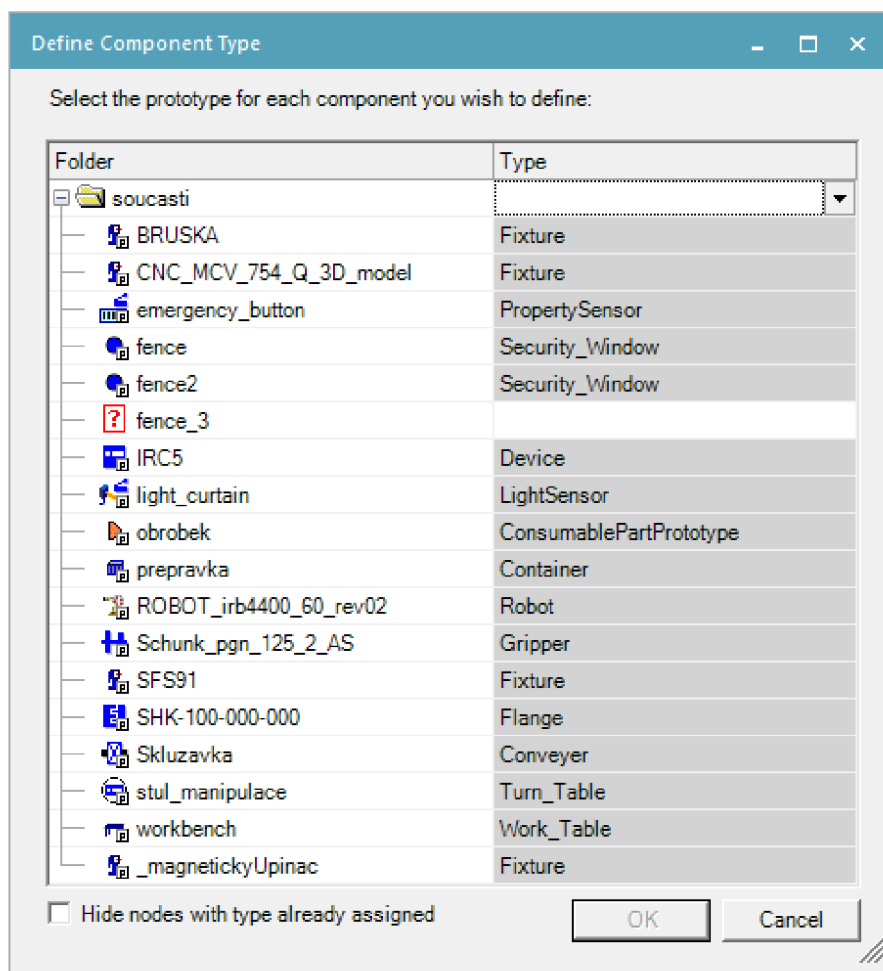 Define Component Type
Select the prototype for each component you wish to define:
Folder Type
soucasti
BRUSKA Fixture
CNC_MCV_754_Q_3D_model Fixture
emergency_button PropertySensor
fence Security_Window
fence2 Security_Window
? fence_3
IRC5 Device
light_curtain LightSensor
obrobek ConsumablePartPrototype
prepravka Container
ROBOT_irb4400_60_rev02 Robot
Schunk_pgn_125_2_AS Gripper
SFS91 Fixture
SHK-100-000-000 Flange
Skluzavka Conveyer
stul_manipulace Turn_Table
workbench Work_Table
_magnetickyUpinac Fixture
Hide nodes with type already assigned OK Cancel